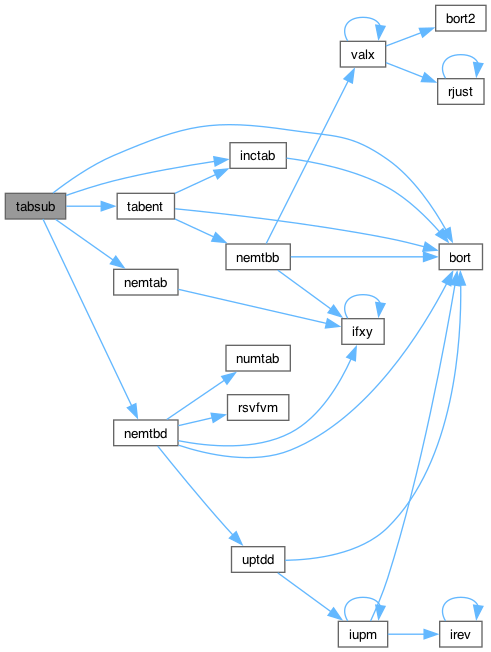 bort2
valx
rjust
inctab
tabsub
tabent
nemtbb
bort
nemtab
ifxy
numtab
rsvfvm
nemtbd
uptdd
iupm
irev